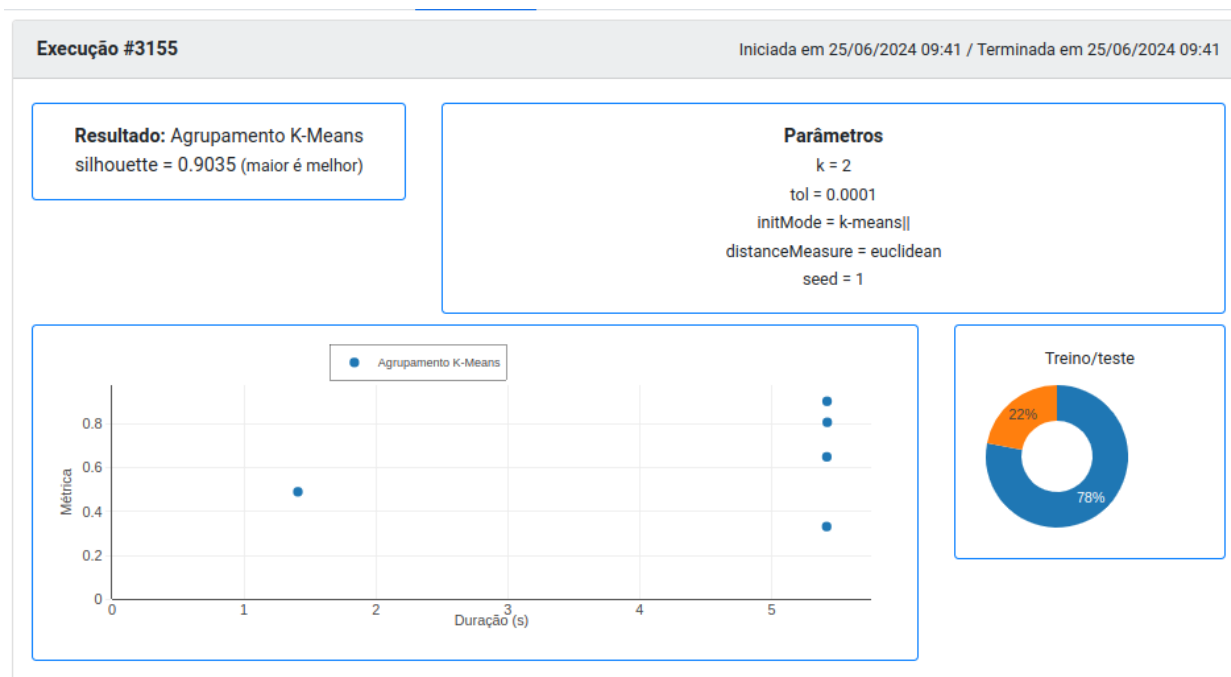 Execução #3155
Iniciada em 25/06/2024 09:41 / Terminada em 25/06/2024 09:41
Resultado: Agrupamento K-Means
silhouette = 0.9035 (maior é melhor)
Parâmetros
k = 2
tol = 0.0001
initMode = k-means||
distanceMeasure = euclidean
seed = 1
Agrupamento K-Means
Métrica
0.8
0.6
0.4
0.2
0
0 1 2 3 4 5
Duração (s)
Treino/teste
22%
78%